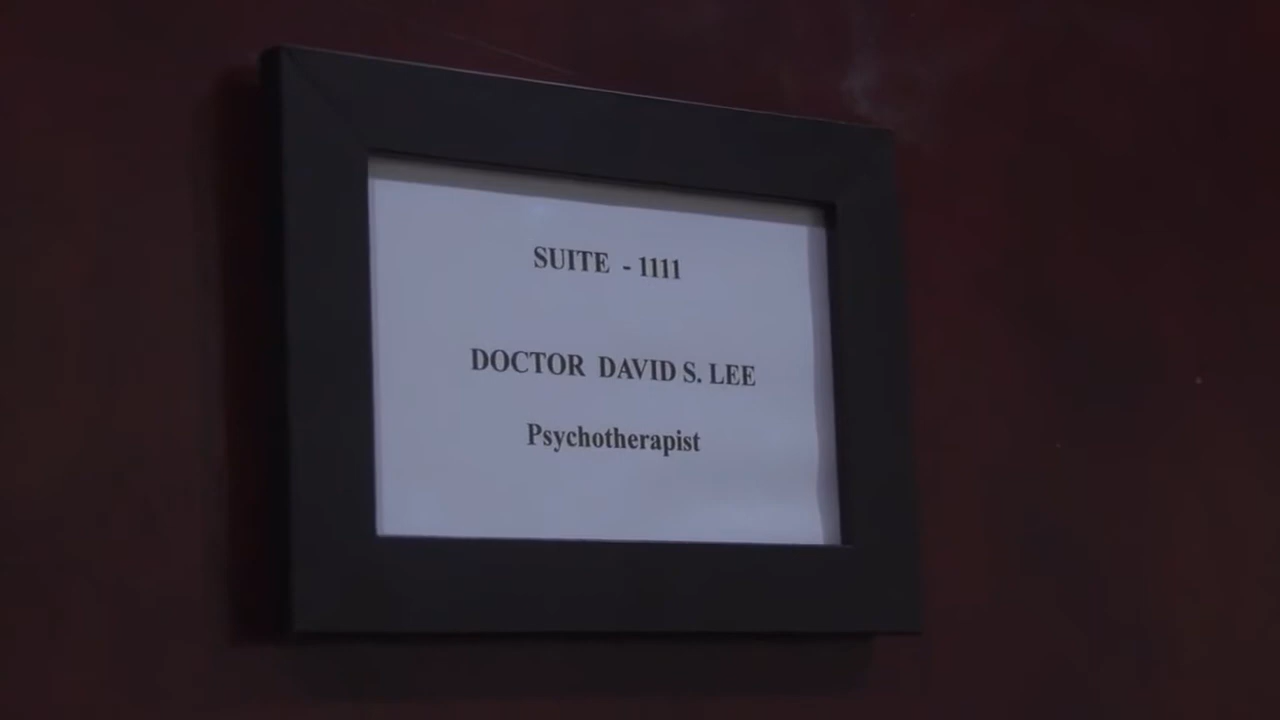 SUITE - 1111
DOCTOR DAVID S. LEE
Psychotherapist